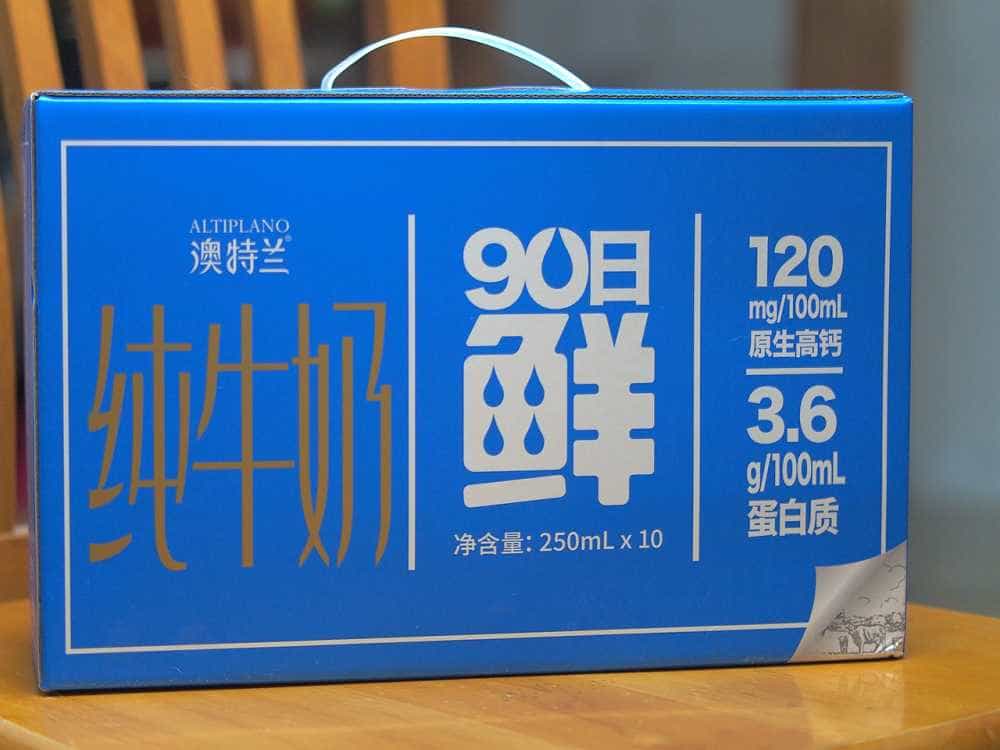 ALTIPLANO
澳特兰®
纯牛奶
90日
鲜
净含量: 250mL x 10
120
mg/100mL
原生高钙
3.6
g/100mL
蛋白质